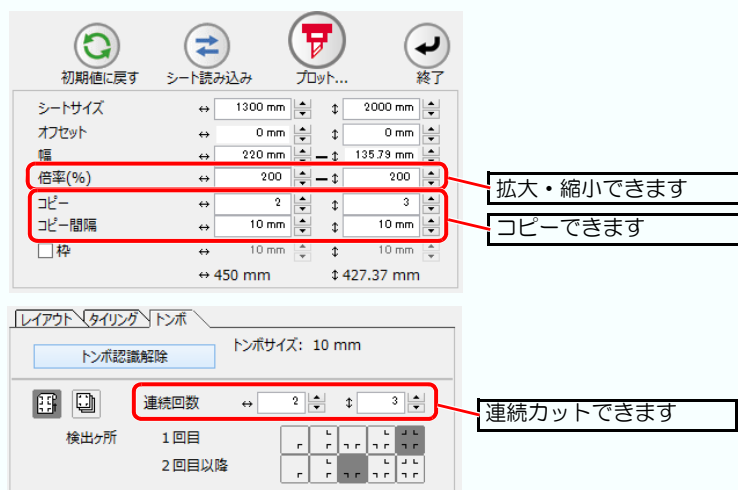 初期値に戻す シート読み込み プロット... 終了
シートサイズ ↔ 1300 mm ↕ 2000 mm
オフセット ↔ 0 mm ↕ 0 mm
幅 ↔ 220 mm ↕ 135.79 mm
倍率(%) ↔ 200 ↕ 200
拡大・縮小できます
コピー ↔ 2 ↕ 3
コピー間隔 ↔ 10 mm ↕ 10 mm
コピーできます
枠 ↔ 10 mm ↕ 10 mm
↔ 450 mm ↕ 427.37 mm
レイアウト タイリング トンボ
トンボ認識解除 トンボサイズ: 10 mm
連続回数 ↔ 2 ↕ 3
連続カットできます
検出ヶ所 1回目
2回目以降